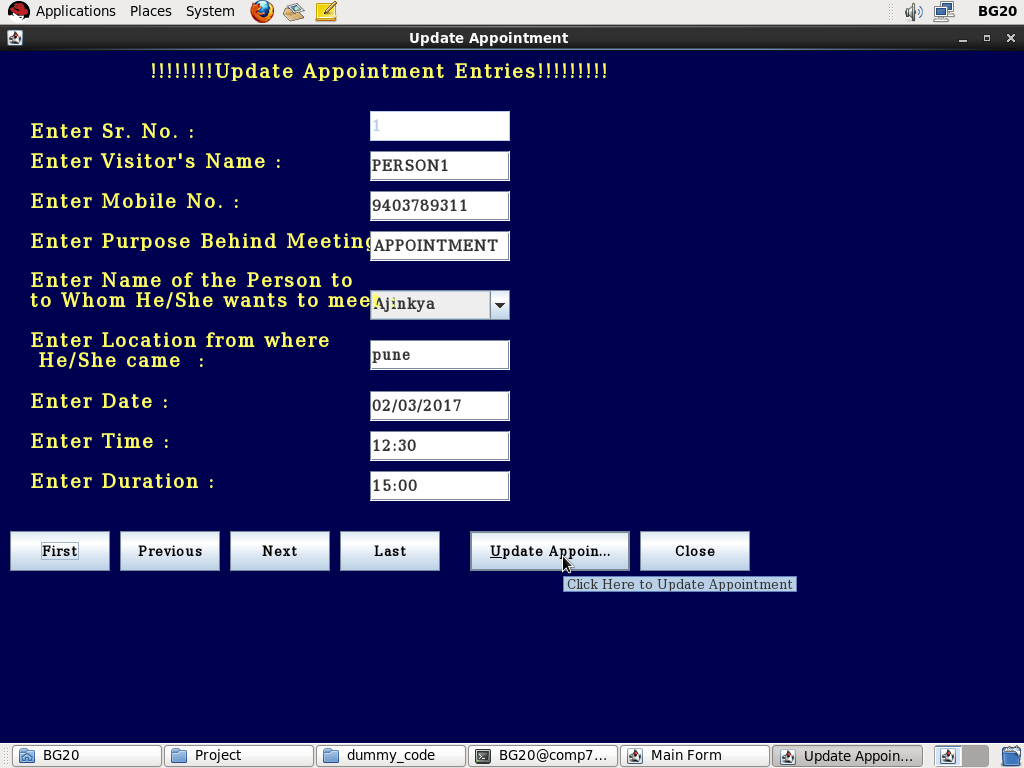 Applications Places System BG20
Update Appointment
!!!!!!!!Update Appointment Entries!!!!!!!!!
Enter Sr. No. : 1
Enter Visitor's Name : PERSON1
Enter Mobile No. : 9403789311
Enter Purpose Behind Meeting APPOINTMENT
Enter Name of the Person to
to Whom He/She wants to meet Ajinkya
Enter Location from where
He/She came : pune
Enter Date : 02/03/2017
Enter Time : 12:30
Enter Duration : 15:00
First Previous Next Last Update Appoin... Close
Click Here to Update Appointment
BG20 Project dummy_code BG20@comp7... Main Form Update Appoin...